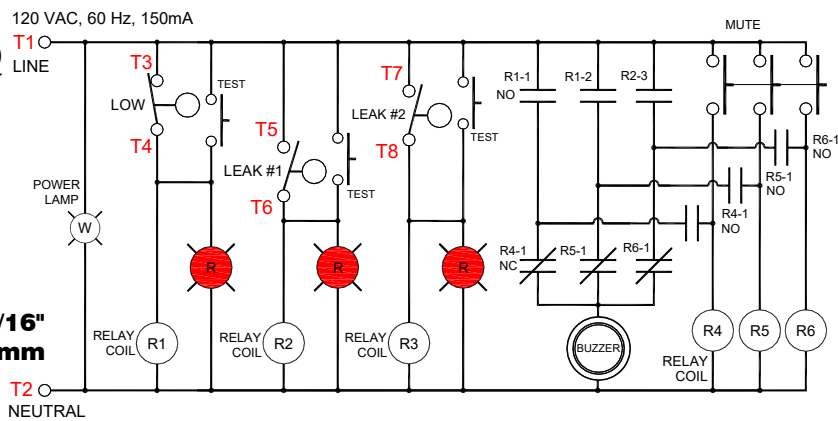 120 VAC, 60 Hz, 150mA
T1
LINE
MUTE
T3
TEST
LOW
T4
T5
LEAK #1
TEST
T6
T7
LEAK #2
TEST
T8
R1-1
NO
R1-2
R2-3
R6-1
NO
R5-1
NO
R4-1
NO
POWER
LAMP
W
R
R
R
R4-1
NC
R5-1
R6-1
RELAY
COIL
R1
RELAY
COIL
R2
RELAY
COIL
R3
BUZZER
R4
R5
R6
RELAY
COIL
/16"
mm
T2
NEUTRAL